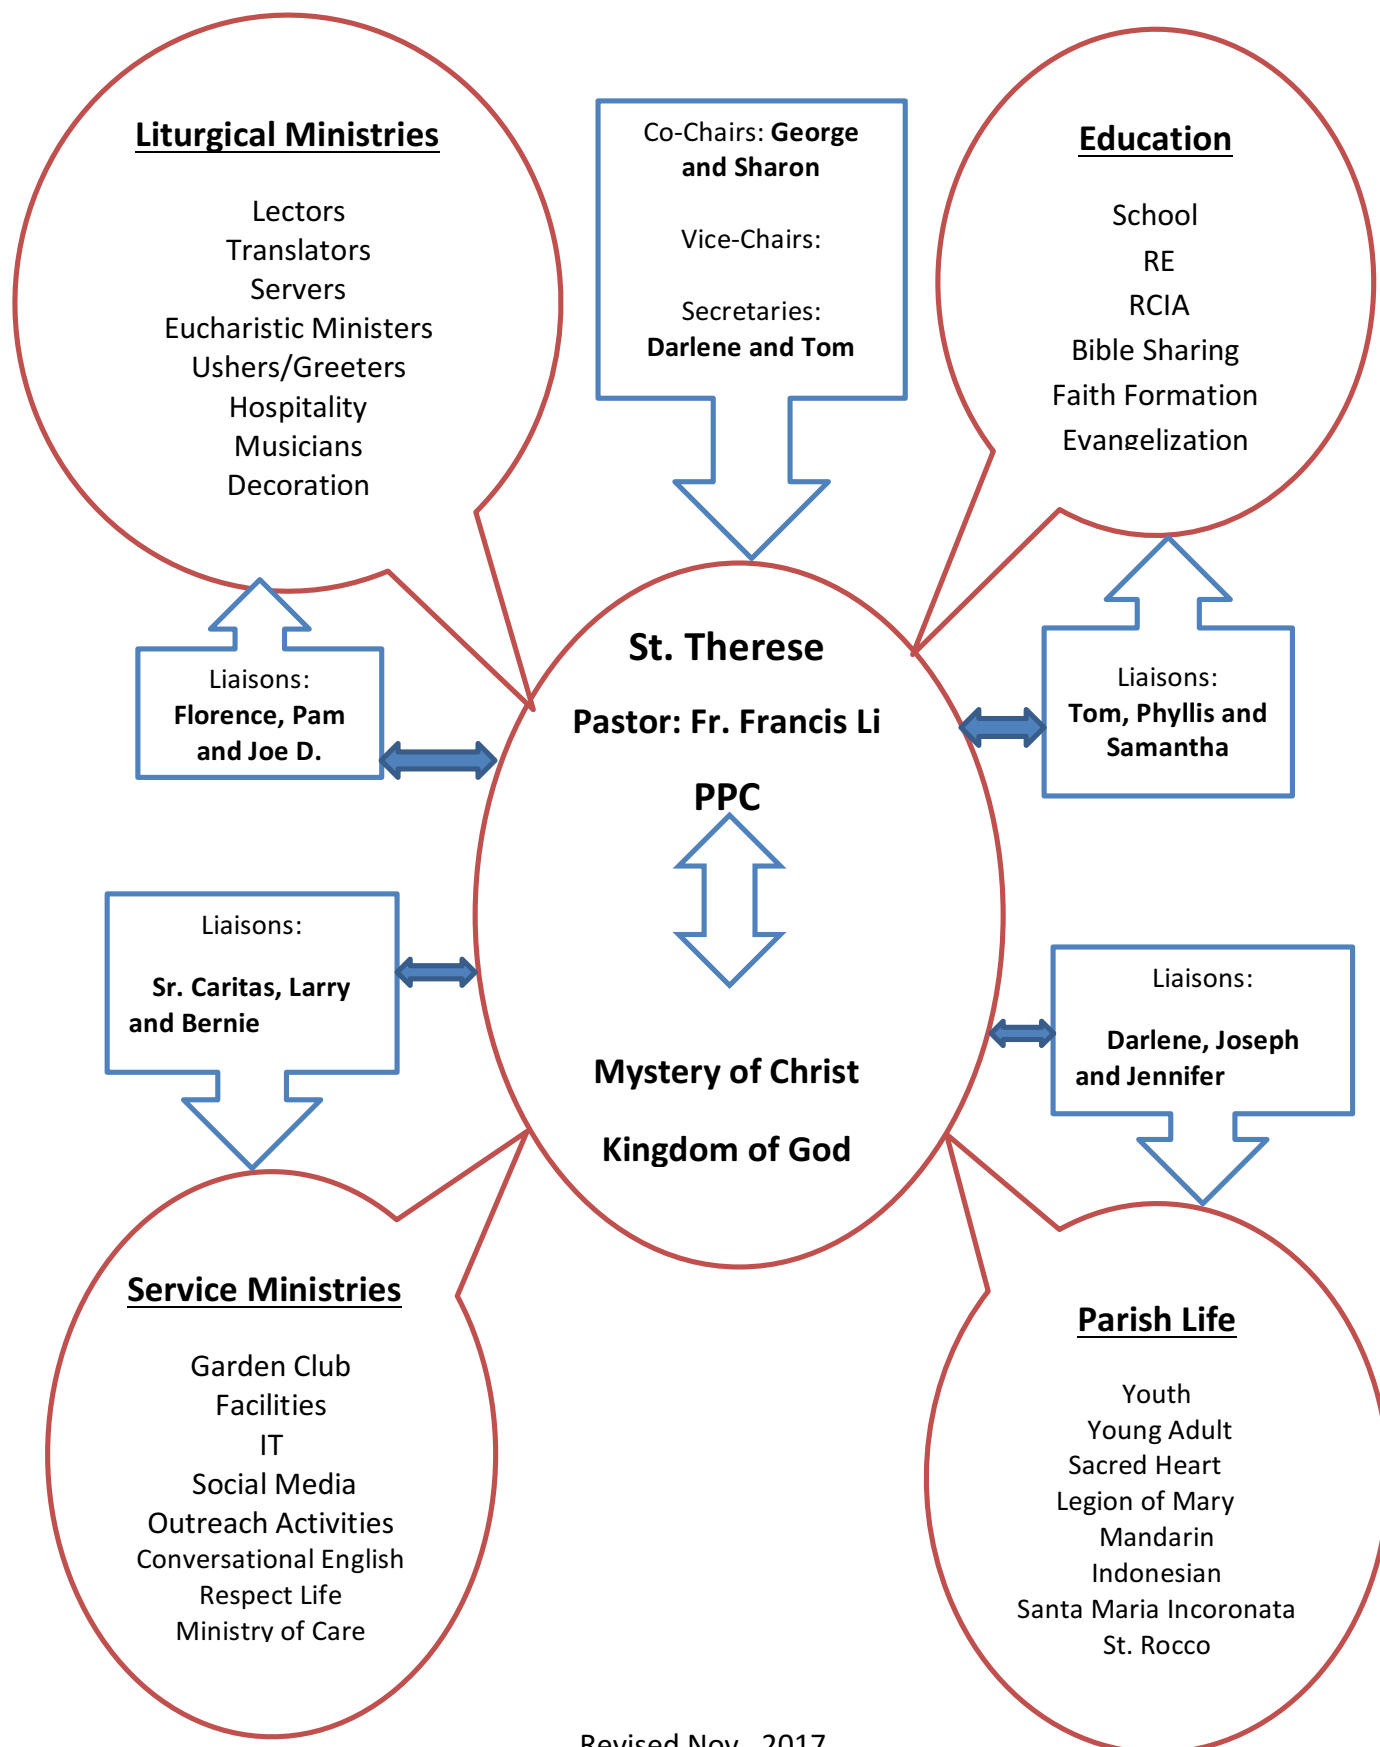 Liturgical Ministries
Lectors
Translators
Servers
Eucharistic Ministers
Ushers/Greeters
Hospitality
Musicians
Decoration
Co-Chairs: George
and Sharon
Vice-Chairs:
Secretaries:
Darlene and Tom
Education
School
RE
RCIA
Bible Sharing
Faith Formation
Evangelization
Liaisons:
Florence, Pam
and Joe D.
St. Therese
Pastor: Fr. Francis Li
PPC
Mystery of Christ
Kingdom of God
Liaisons:
Tom, Phyllis and
Samantha
Liaisons:
Sr. Caritas, Larry
and Bernie
Liaisons:
Darlene, Joseph
and Jennifer
Service Ministries
Garden Club
Facilities
IT
Social Media
Outreach Activities
Conversational English
Respect Life
Ministry of Care
Parish Life
Youth
Young Adult
Sacred Heart
Legion of Mary
Mandarin
Indonesian
Santa Maria Incoronata
St. Rocco
Revised Nov., 2017